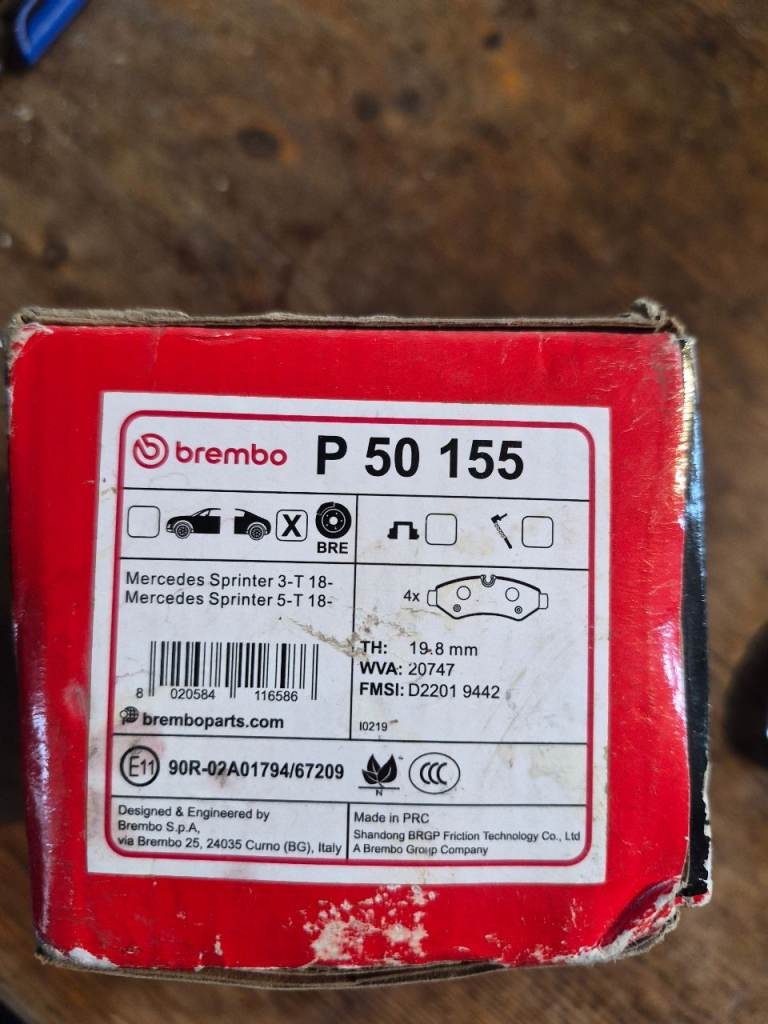 brembo P 50 155
X
BRE
Mercedes Sprinter 3-T 18-
Mercedes Sprinter 5-T 18-
4x
TH: 19.8 mm
WVA: 20747
FMSI: D2201 9442
8 020584 116586
bremboparts.com
I0219
E11 90R-02A01794/67209
N
CCC
Designed & Engineered by
Brembo S.p.A,
via Brembo 25, 24035 Curno (BG), Italy
Made in PRC
Shandong BRGP Friction Technology Co., Ltd
A Brembo Group Company